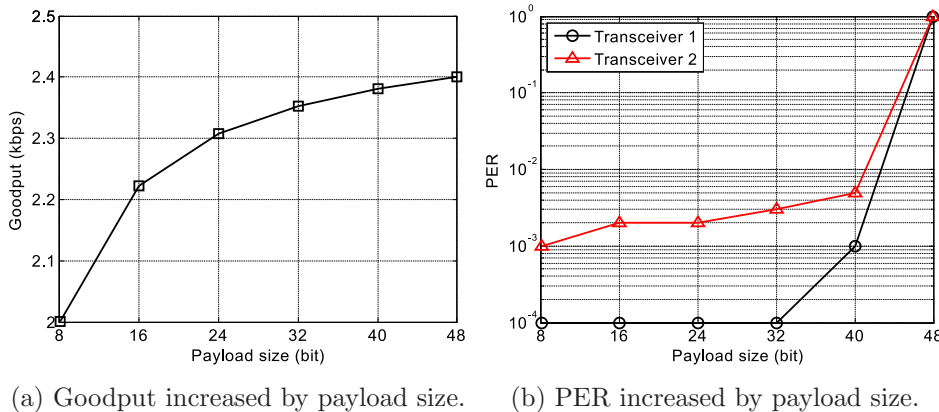 2.5
2.4
2.3
2.2
2.1
2
Goodput (kbps)
8 16 24 32 40 48
Payload size (bit)
(a) Goodput increased by payload size.
10^0
10^-1
10^-2
10^-3
10^-4
PER
Transceiver 1
Transceiver 2
8 16 24 32 40 48
Payload size (bit)
(b) PER increased by payload size.